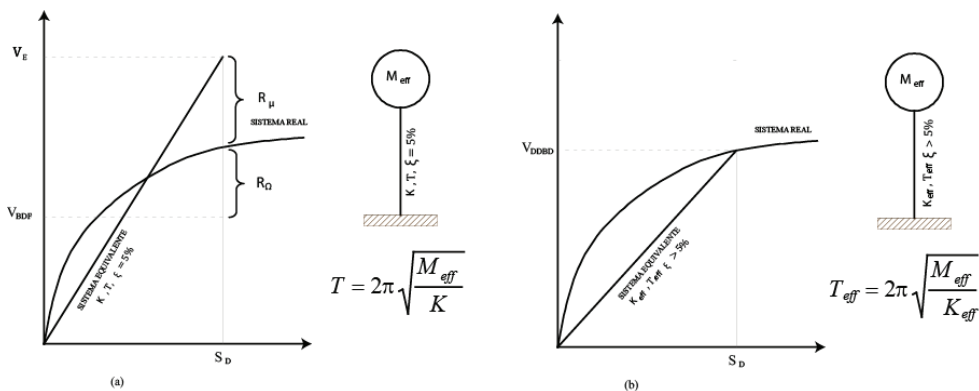 V_E
R_μ
SISTEMA REAL
R_Ω
V_BDF
SISTEMA EQUIVALENTE
K, T, ξ = 5%
S_D
(a)
M_eff
K, T, ξ = 5%
T = 2π√(M_eff/K)
V_DDBD
SISTEMA REAL
SISTEMA EQUIVALENTE
K_eff, T_eff ξ > 5%
S_D
(b)
M_eff
K_eff, T_eff ξ > 5%
T_eff = 2π√(M_eff/K_eff)